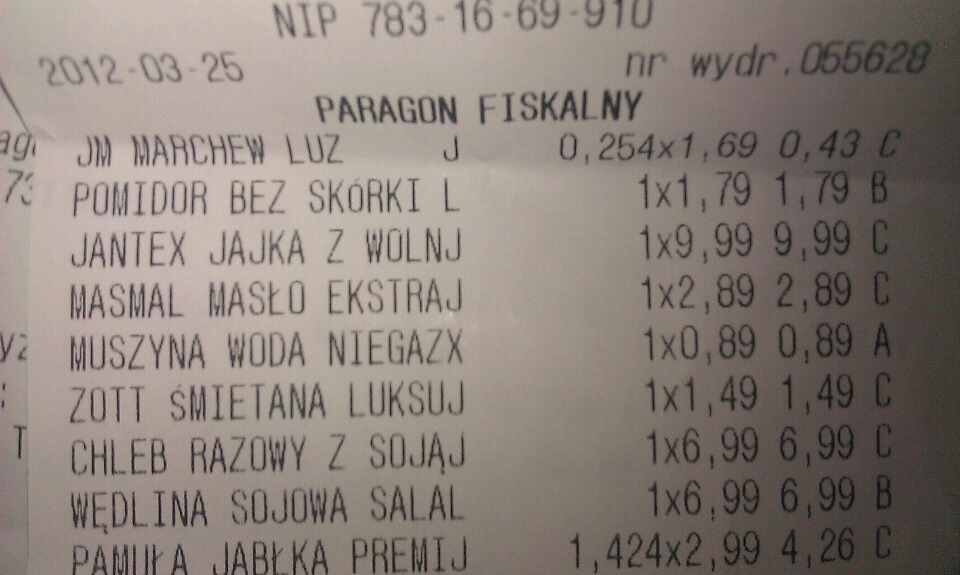 NIP 783-16-69-910
2012-03-25 nr wydr.055628
PARAGON FISKALNY
JM MARCHEW LUZ J 0,254x1,69 0,43 C
POMIDOR BEZ SKÓRKI L 1x1,79 1,79 B
JANTEX JAJKA Z WOLNJ 1x9,99 9,99 C
MASMAL MASŁO EKSTRAJ 1x2,89 2,89 C
MUSZYNA WODA NIEGAZX 1x0,89 0,89 A
ZOTT ŚMIETANA LUKSUJ 1x1,49 1,49 C
CHLEB RAZOWY Z SOJĄJ 1x6,99 6,99 C
WĘDLINA SOJOWA SALAL 1x6,99 6,99 B
PAMUŁA JABŁKA PREMIJ 1,424x2,99 4,26 C